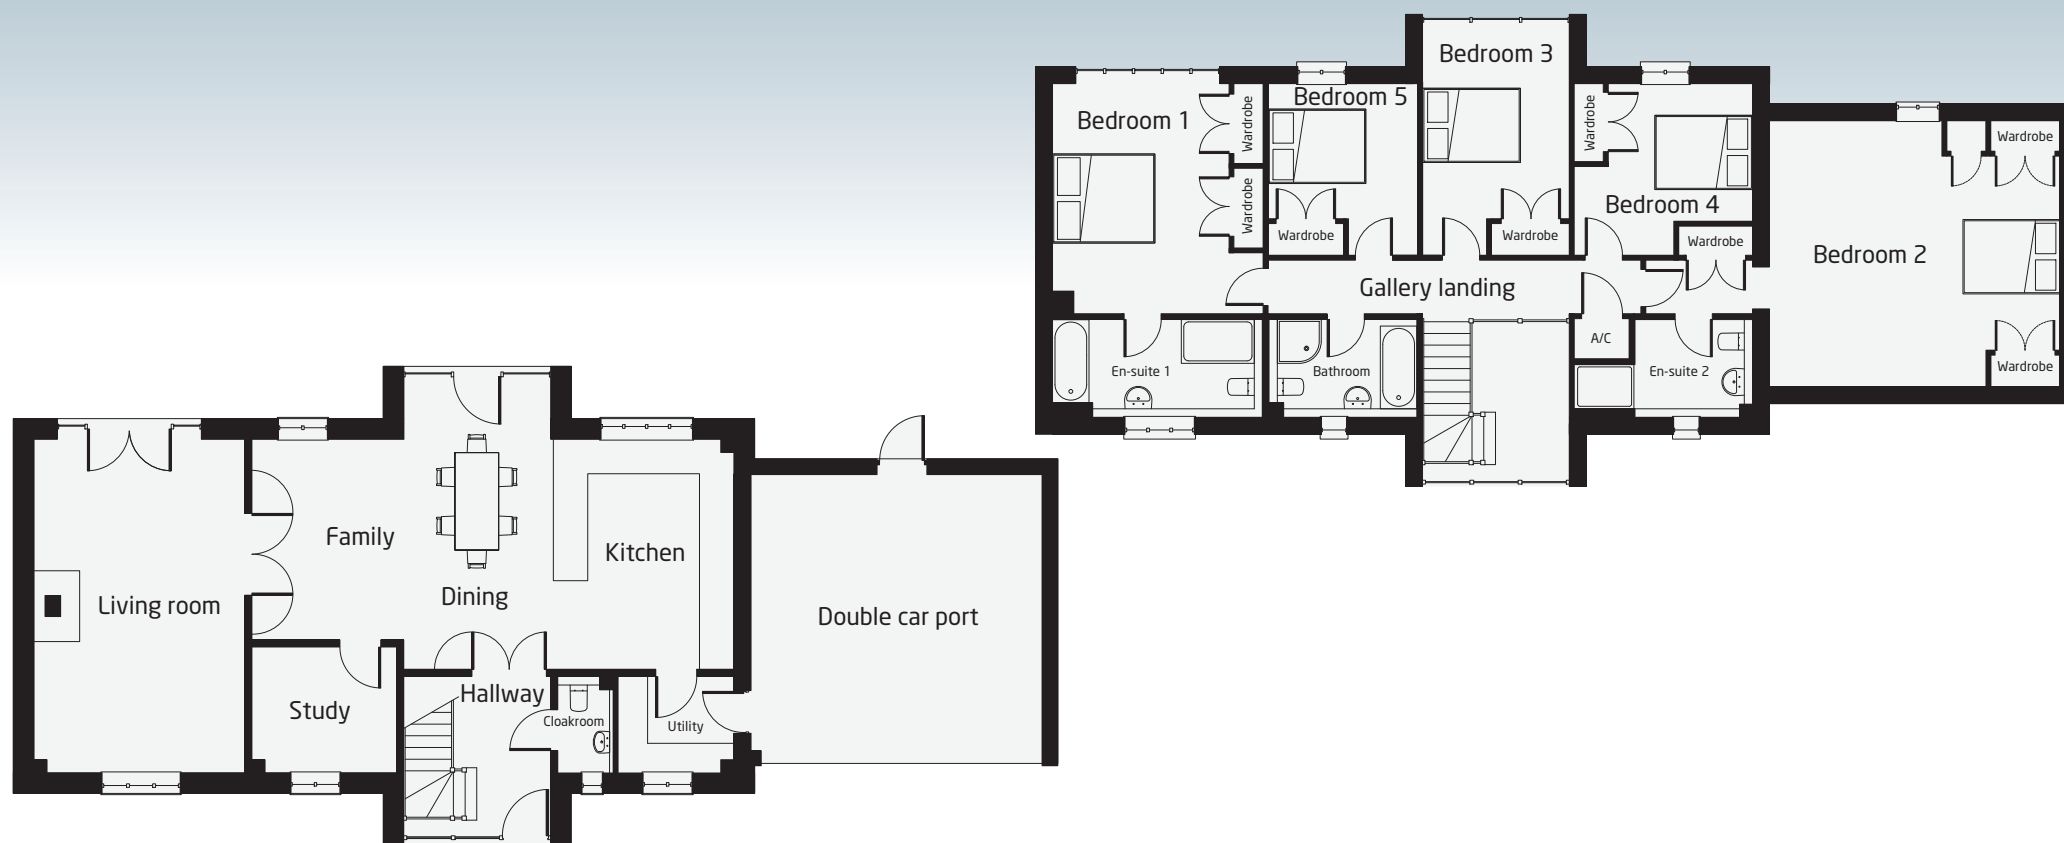 Family
Kitchen
Living room
Dining
Double car port
Study
Hallway
Cloakroom
Utility
Bedroom 3
Bedroom 5
Bedroom 1
Wardrobe
Wardrobe
Wardrobe
Wardrobe
Wardrobe
Bedroom 4
Wardrobe
Wardrobe
Bedroom 2
Gallery landing
A/C
En-suite 1
Bathroom
En-suite 2
Wardrobe